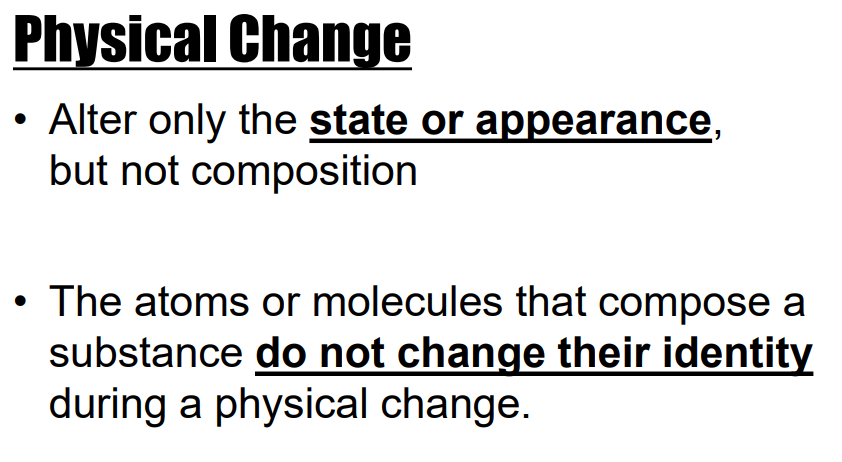 Physical Change
• Alter only the state or appearance,
but not composition
• The atoms or molecules that compose a
substance do not change their identity
during a physical change.